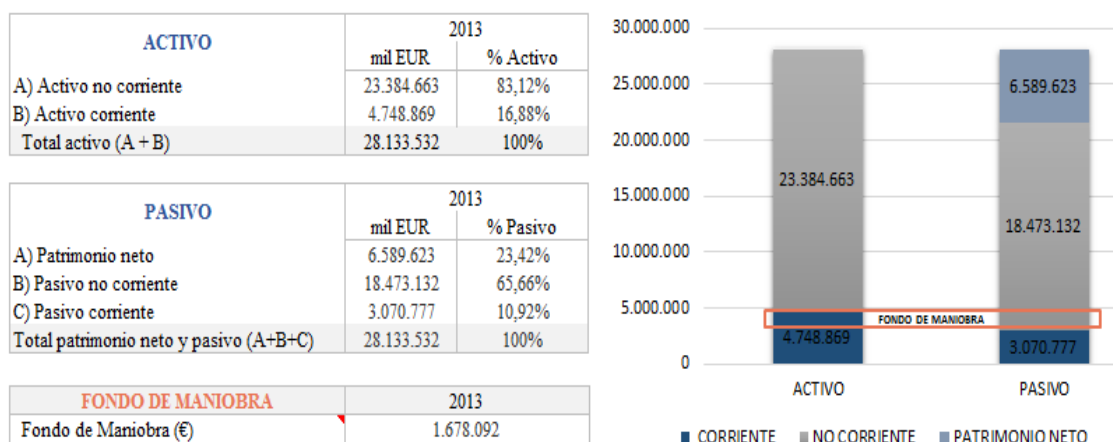 ACTIVO 2013
mil EUR % Activo
A) Activo no corriente 23.384.663 83,12%
B) Activo corriente 4.748.869 16,88%
Total activo (A + B) 28.133.532 100%
PASIVO 2013
mil EUR % Pasivo
A) Patrimonio neto 6.589.623 23,42%
B) Pasivo no corriente 18.473.132 65,66%
C) Pasivo corriente 3.070.777 10,92%
Total patrimonio neto y pasivo (A+B+C) 28.133.532 100%
FONDO DE MANIOBRA 2013
Fondo de Maniobra (€) 1.678.092
30.000.000
25.000.000
20.000.000
15.000.000
10.000.000
5.000.000
0
6.589.623
23.384.663
18.473.132
FONDO DE MANIOBRA
4.748.869
3.070.777
ACTIVO PASIVO
CORRIENTE NO CORRIENTE PATRIMONIO NETO